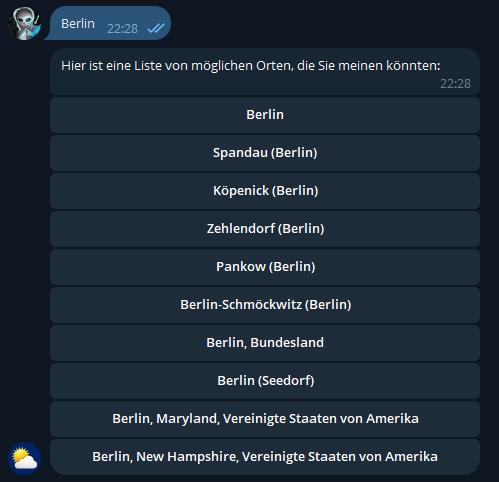 Berlin 22:28
Hier ist eine Liste von möglichen Orten, die Sie meinen könnten:
22:28
Berlin
Spandau (Berlin)
Köpenick (Berlin)
Zehlendorf (Berlin)
Pankow (Berlin)
Berlin-Schmöckwitz (Berlin)
Berlin, Bundesland
Berlin (Seedorf)
Berlin, Maryland, Vereinigte Staaten von Amerika
Berlin, New Hampshire, Vereinigte Staaten von Amerika